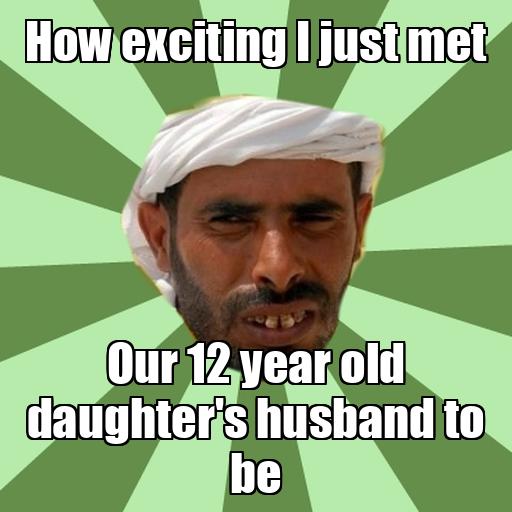 How exciting I just met
Our 12 year old
daughter's husband to
be